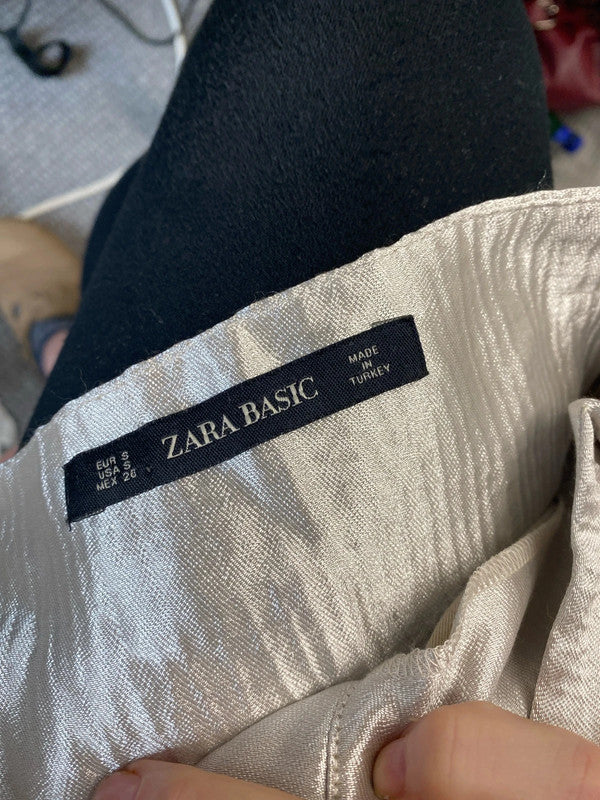 EUR S
USA S
MEX 26
ZARA BASIC
MADE
IN
TURKEY